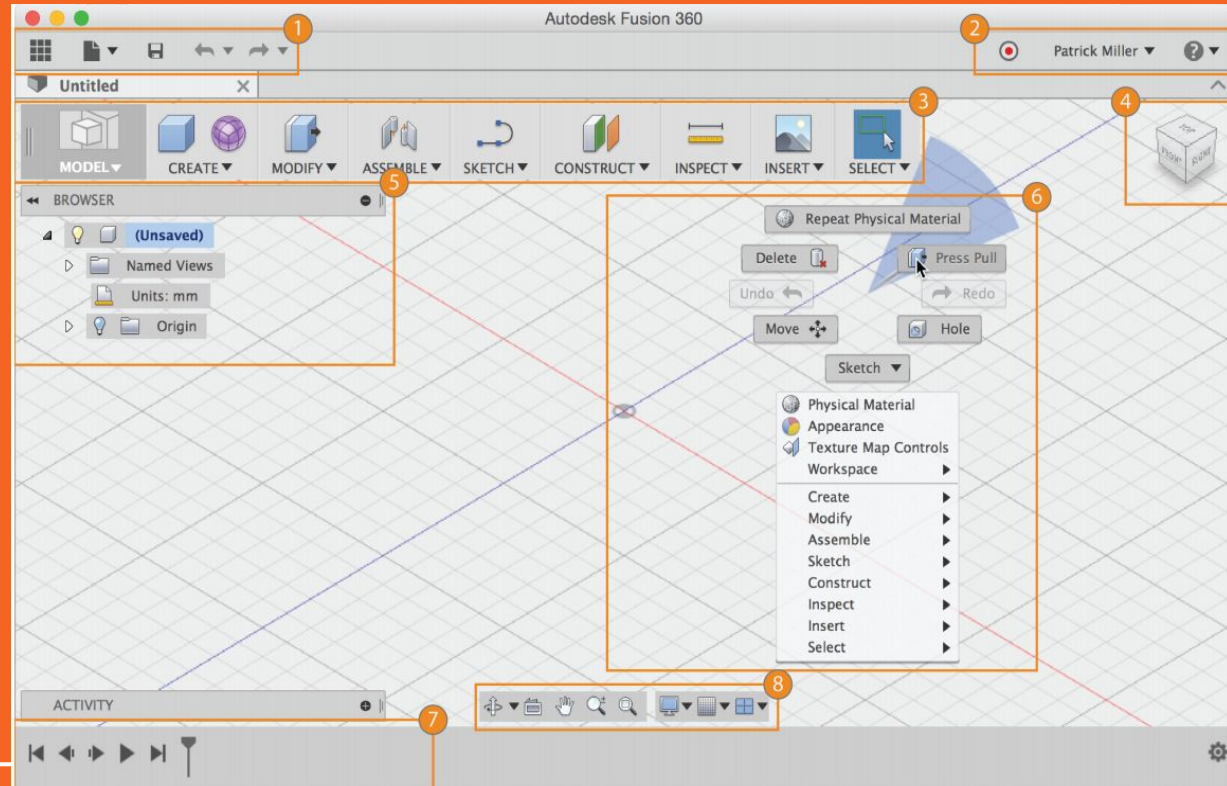 Autodesk Fusion 360
1
2
Patrick Miller
?
Untitled
3
4
MODEL CREATE MODIFY ASSEMBLE SKETCH CONSTRUCT INSPECT INSERT SELECT
TOP
FRONT RIGHT
5
BROWSER
6
(Unsaved)
Named Views
Units: mm
Origin
Repeat Physical Material
Delete Press Pull
Undo Redo
Move Hole
Sketch
Physical Material
Appearance
Texture Map Controls
Workspace
Create
Modify
Assemble
Sketch
Construct
Inspect
Insert
Select
ACTIVITY
7
8